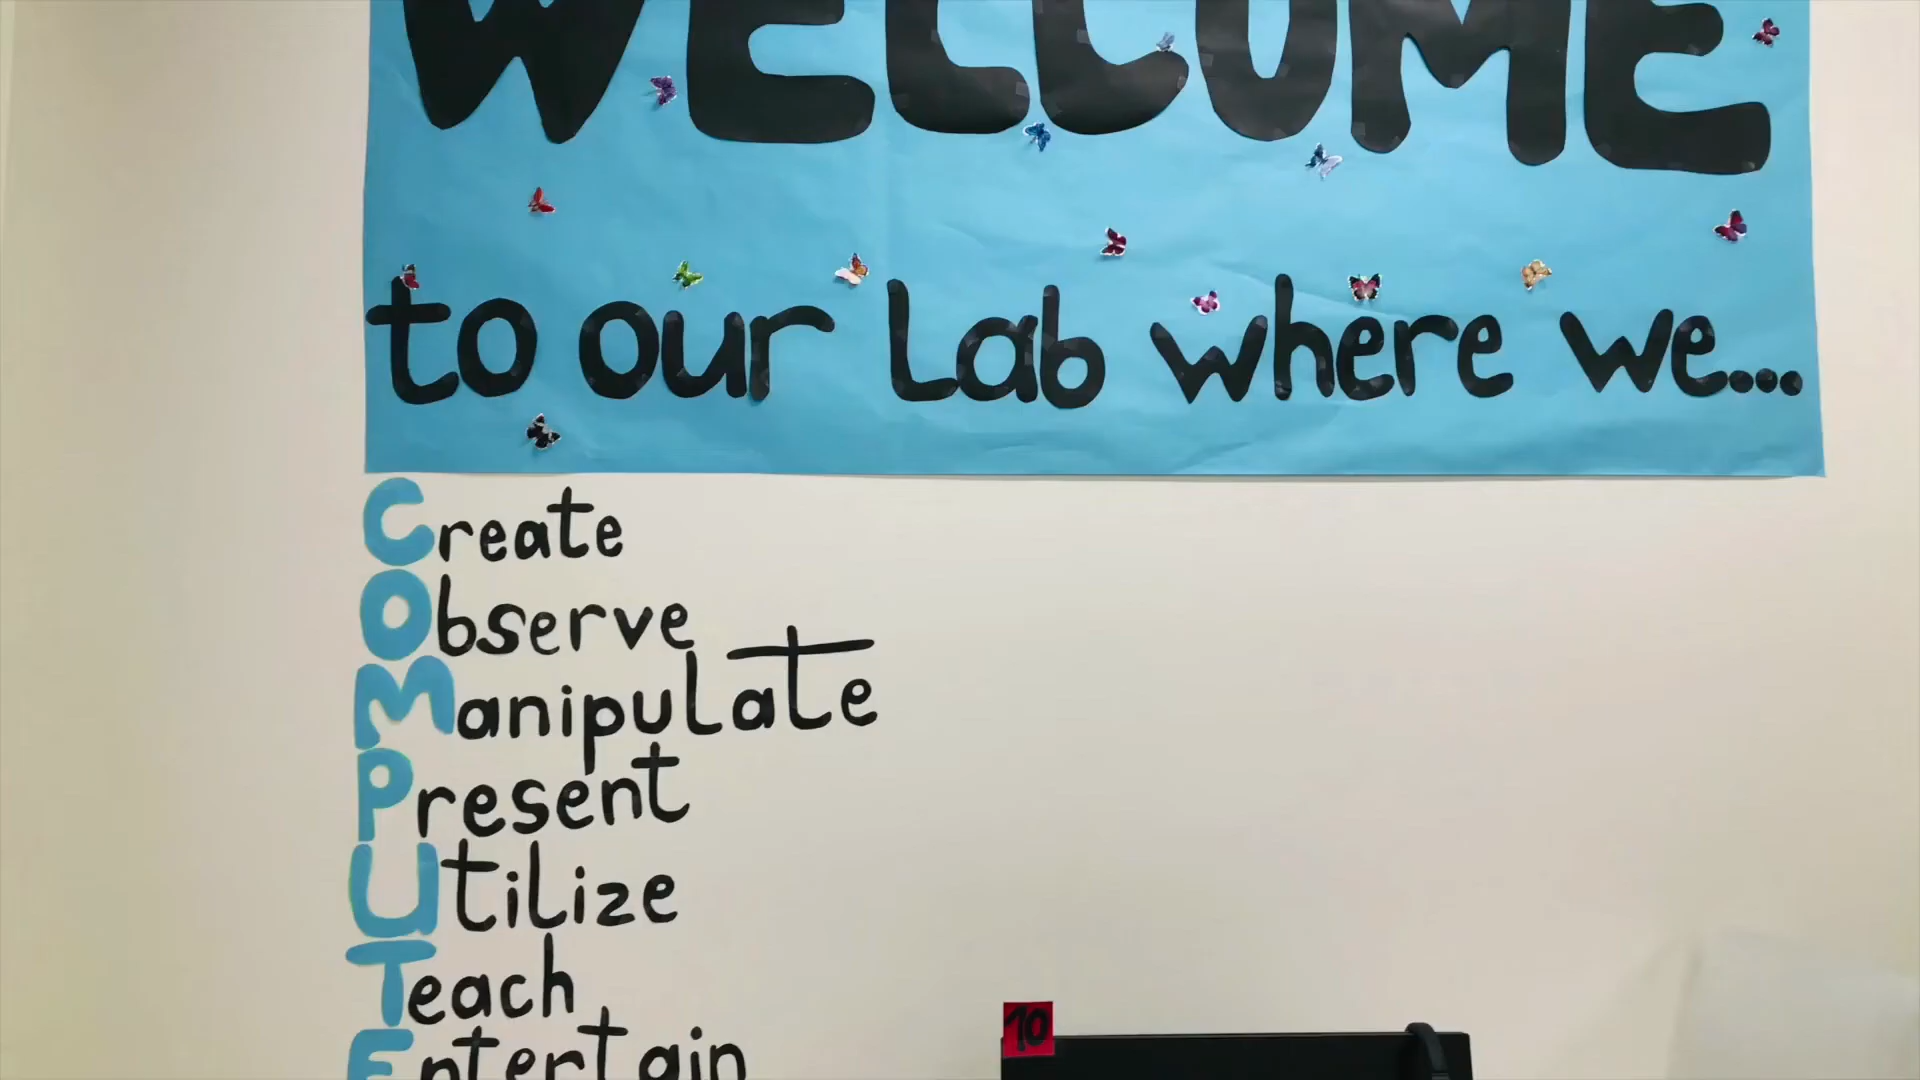 WELCOME
to our Lab where we...
Create
Observe
Manipulate
Present
Utilize
Teach
Entertain
10